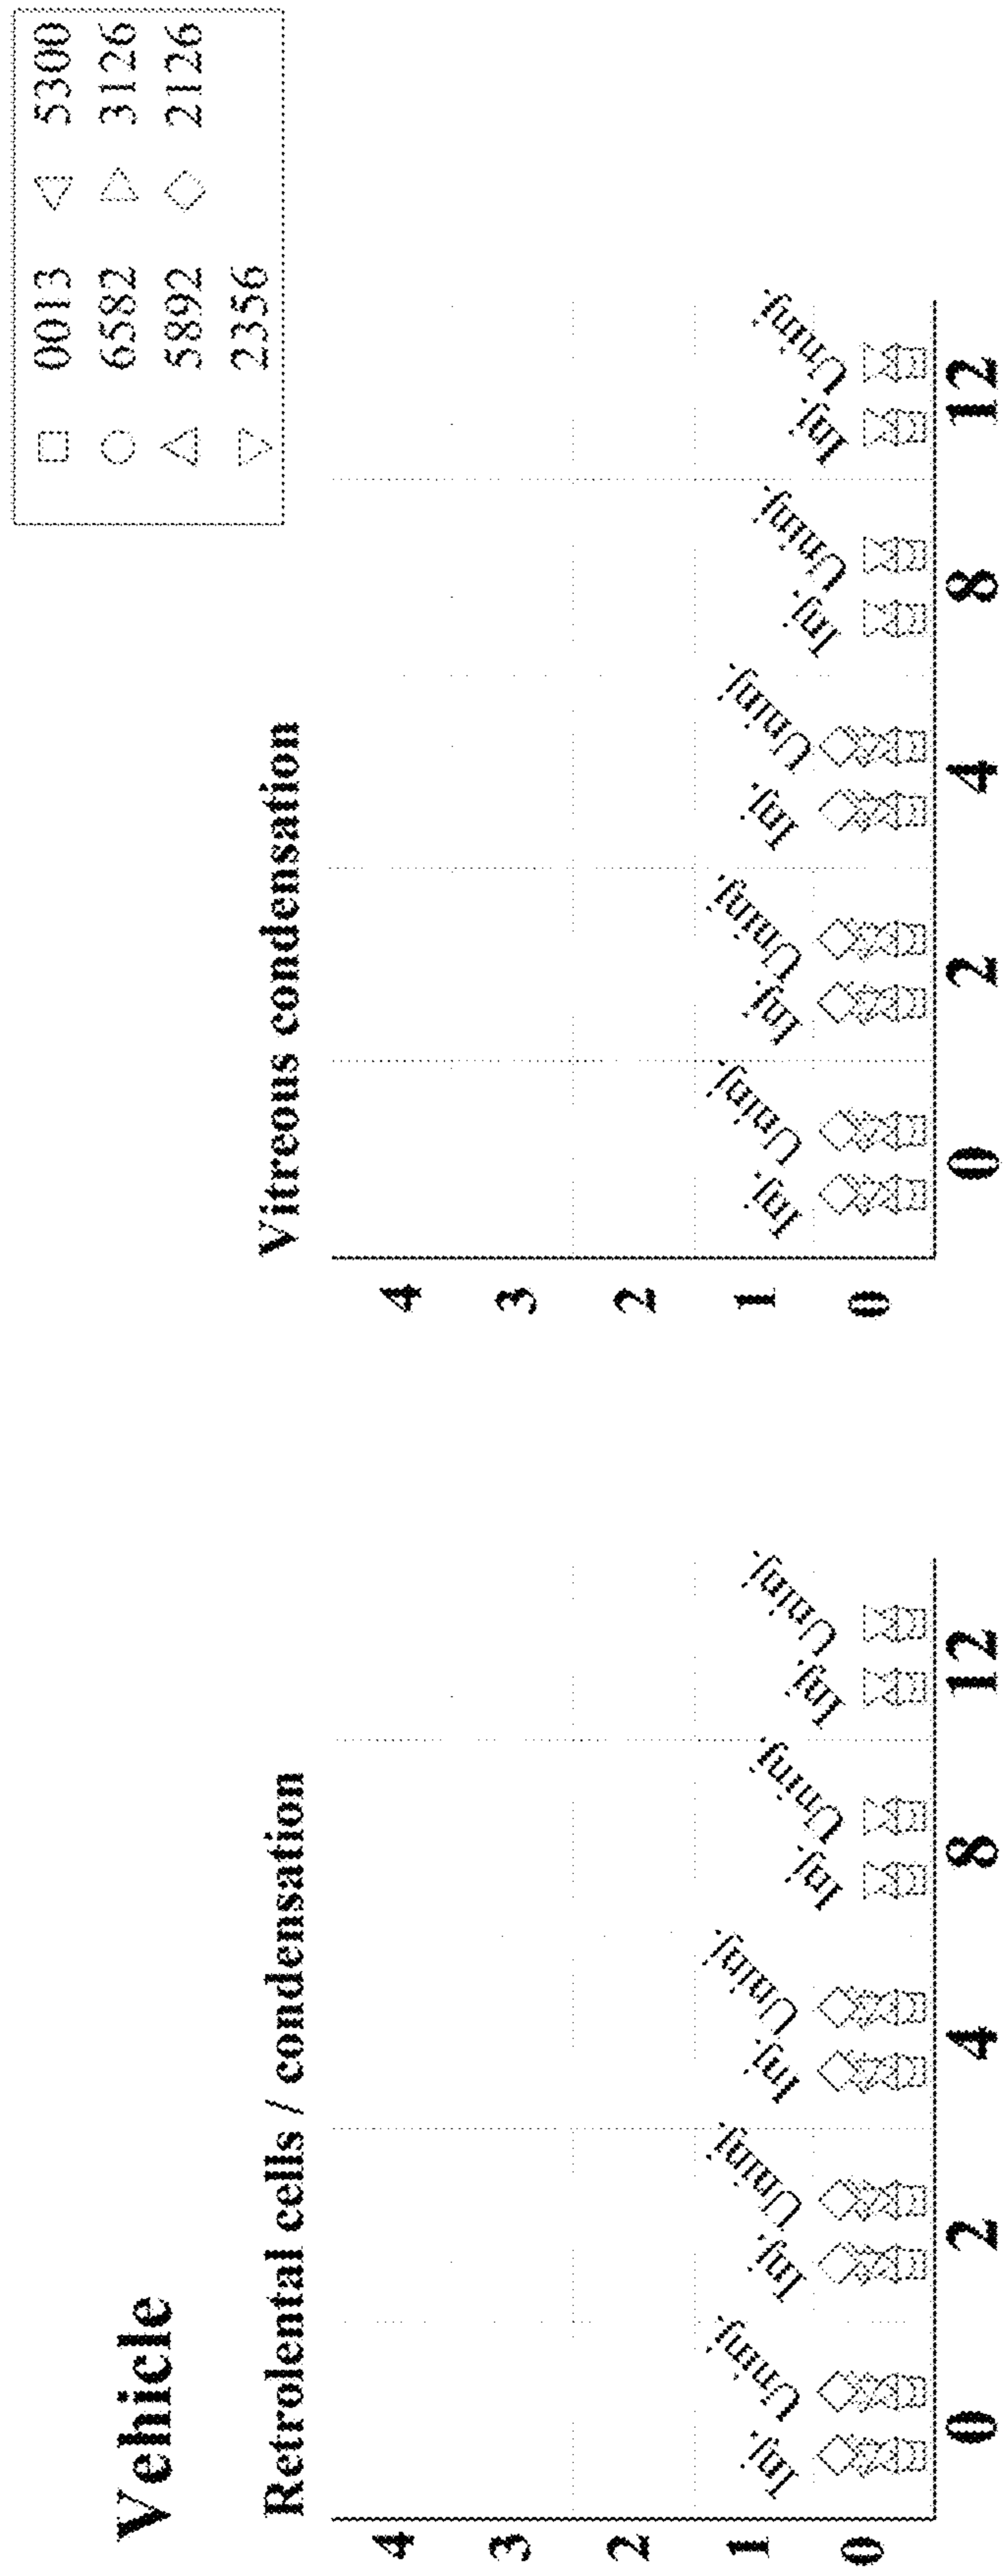 Vehicle
0013 5300
6582 3126
5892 2126
2356
Retrolental cells / condensation
4
3
2
1
0
Inj. Uninj. Inj. Uninj. Inj. Uninj. Inj. Uninj. Inj. Uninj.
0 2 4 8 12
Vitreous condensation
4
3
2
1
0
Inj. Uninj. Inj. Uninj. Inj. Uninj. Inj. Uninj. Inj. Uninj.
0 2 4 8 12